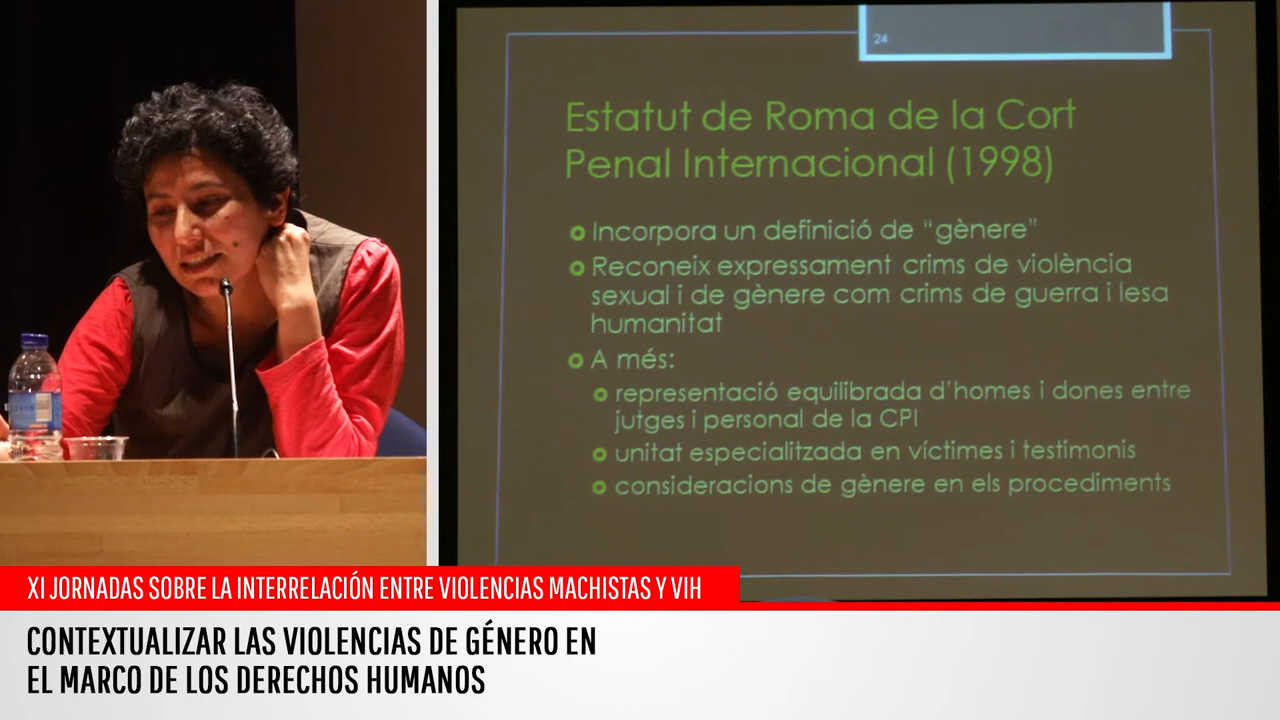 24
Estatut de Roma de la Cort
Penal Internacional (1998)
Incorpora un definició de “gènere”
Reconeix expressament crims de violència
sexual i de gènere com crims de guerra i lesa
humanitat
A més:
representació equilibrada d'homes i dones entre
jutges i personal de la CPI
unitat especialitzada en víctimes i testimonis
consideracions de gènere en els procediments
XI JORNADAS SOBRE LA INTERRELACIÓN ENTRE VIOLENCIAS MACHISTAS Y VIH
CONTEXTUALIZAR LAS VIOLENCIAS DE GÉNERO EN
EL MARCO DE LOS DERECHOS HUMANOS